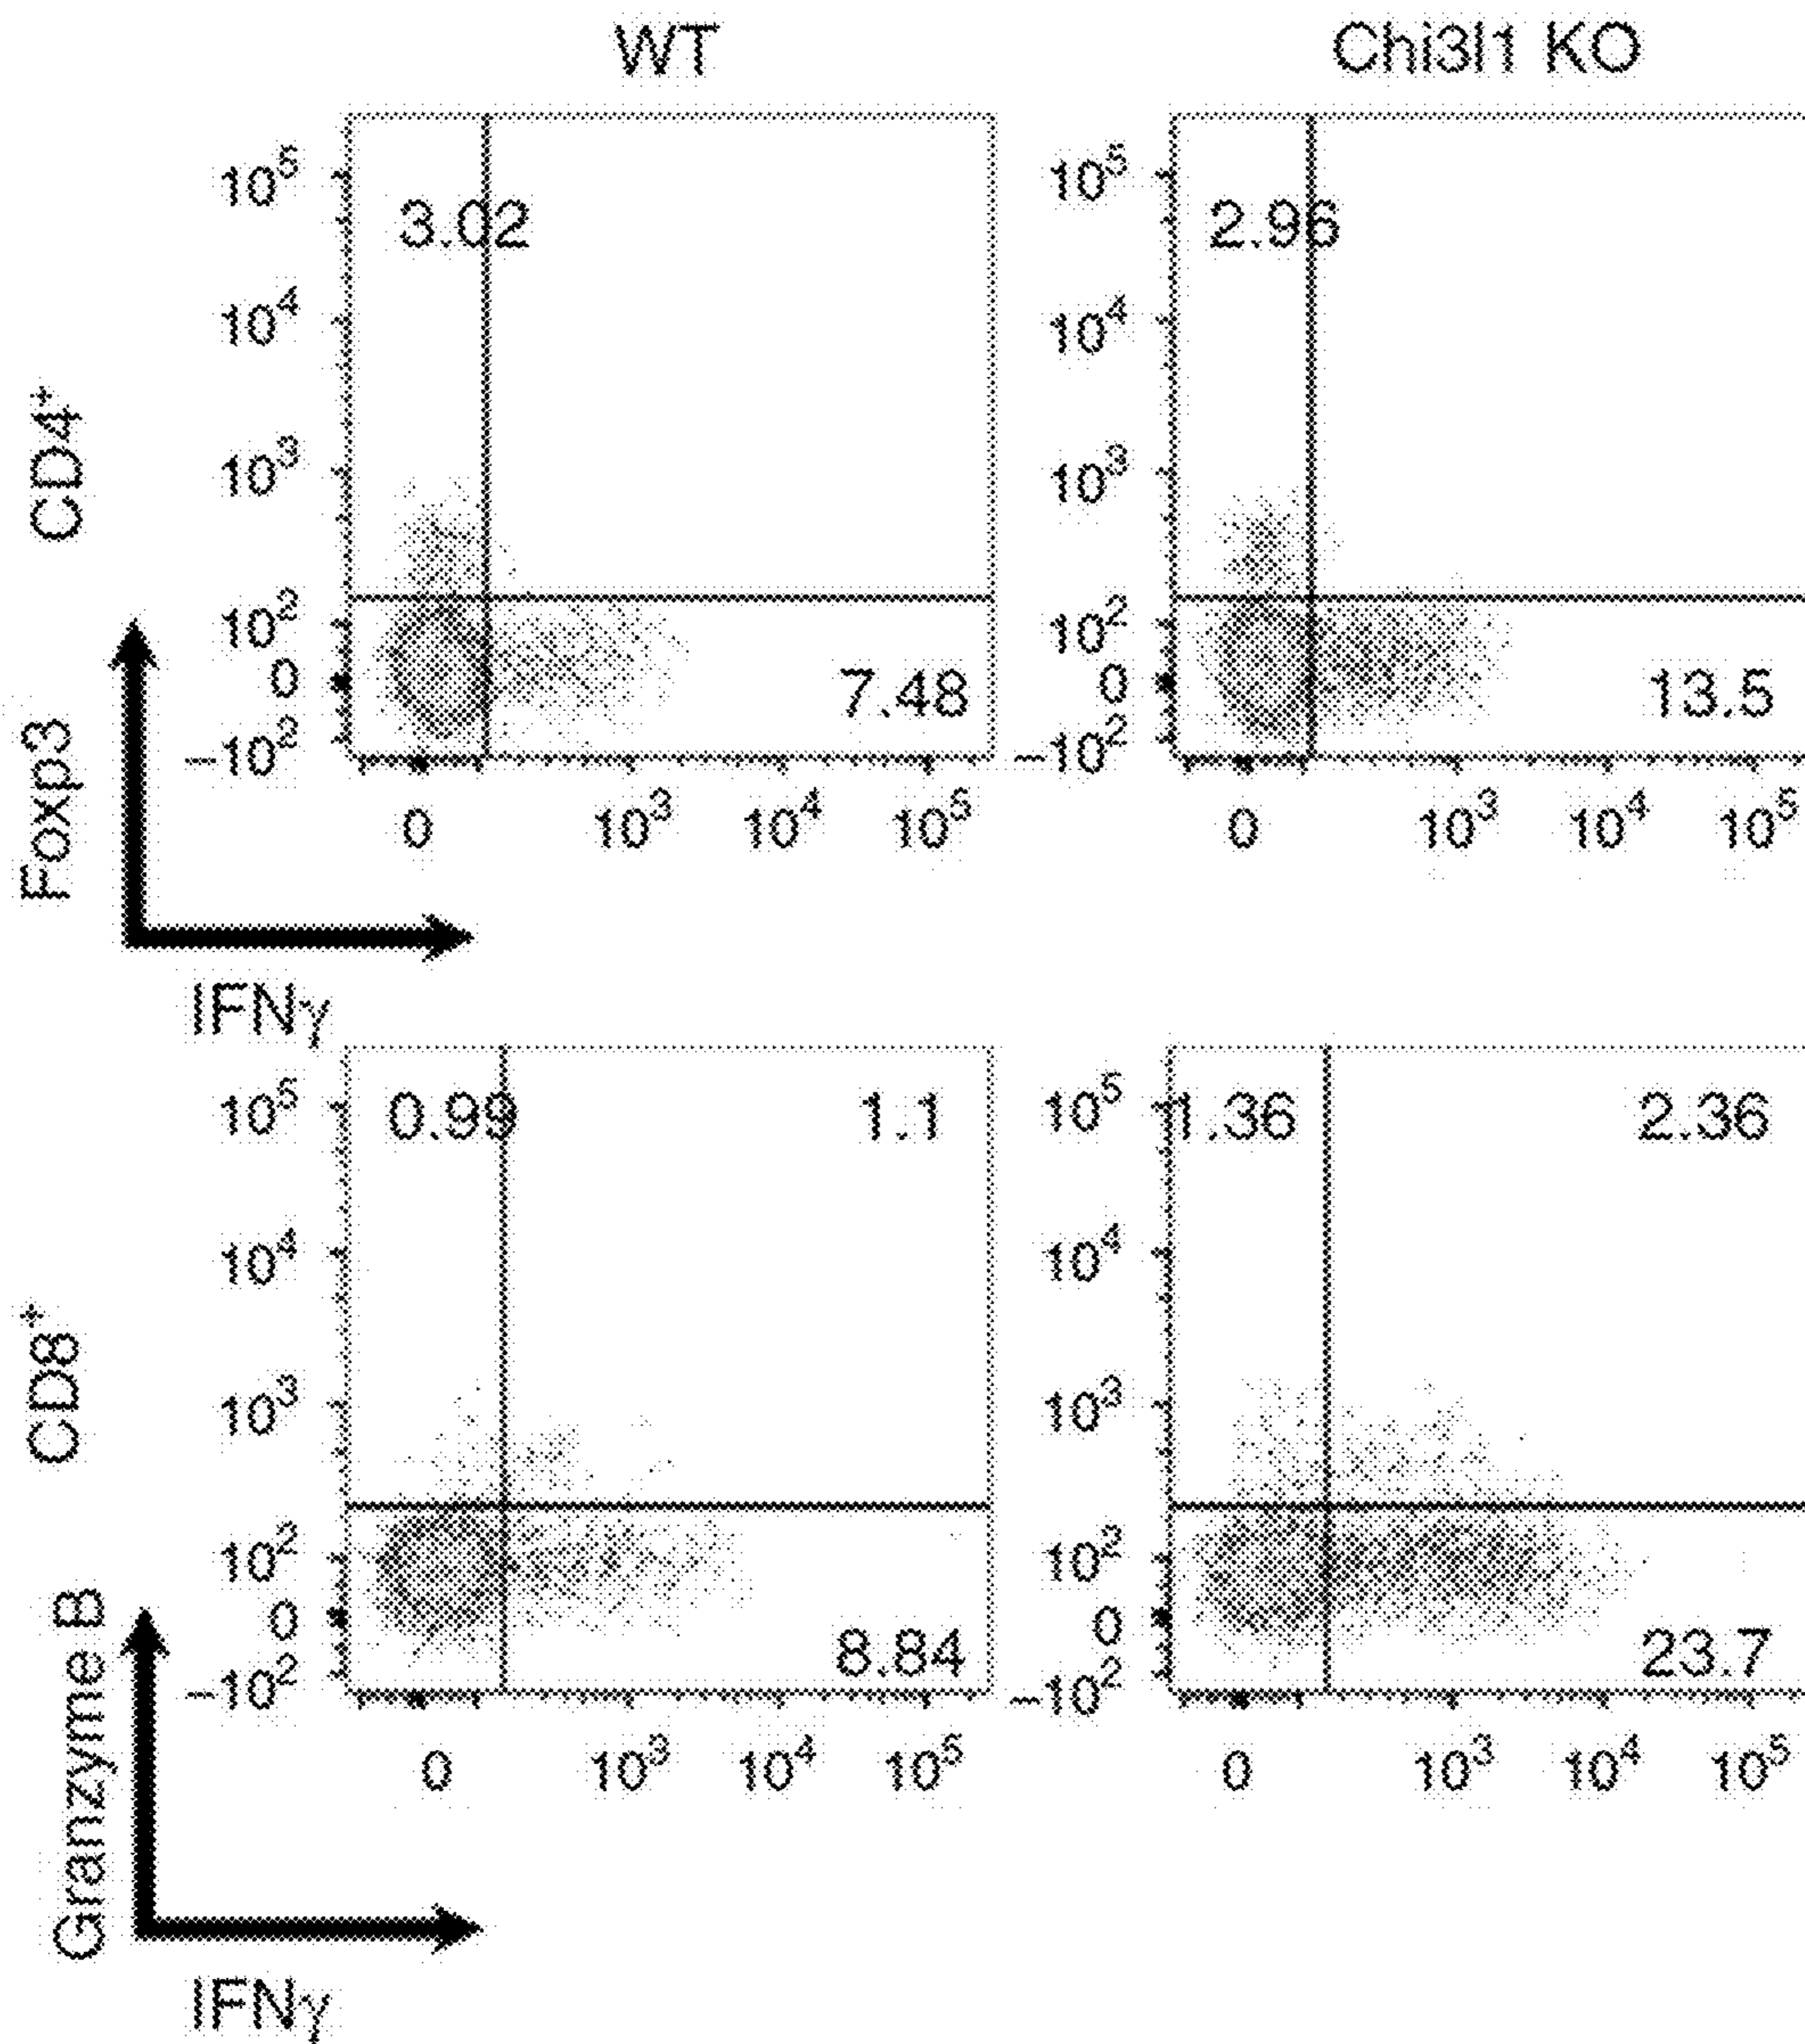 WT Chi3l1 KO
10⁵ 10⁵
3.02 2.96
10⁴ 10⁴
CD4⁺
10³ 10³
10² 10²
0 0
7.48 13.5
–10² –10²
0 10³ 10⁴ 10⁵ 0 10³ 10⁴ 10⁵
Foxp3
IFNγ
0.99 1.1 1.36 2.36
10⁵ 10⁵
10⁴ 10⁴
CD8⁺
10³ 10³
10² 10²
0 0
8.84 23.7
–10² –10²
0 10³ 10⁴ 10⁵ 0 10³ 10⁴ 10⁵
Granzyme B
IFNγ